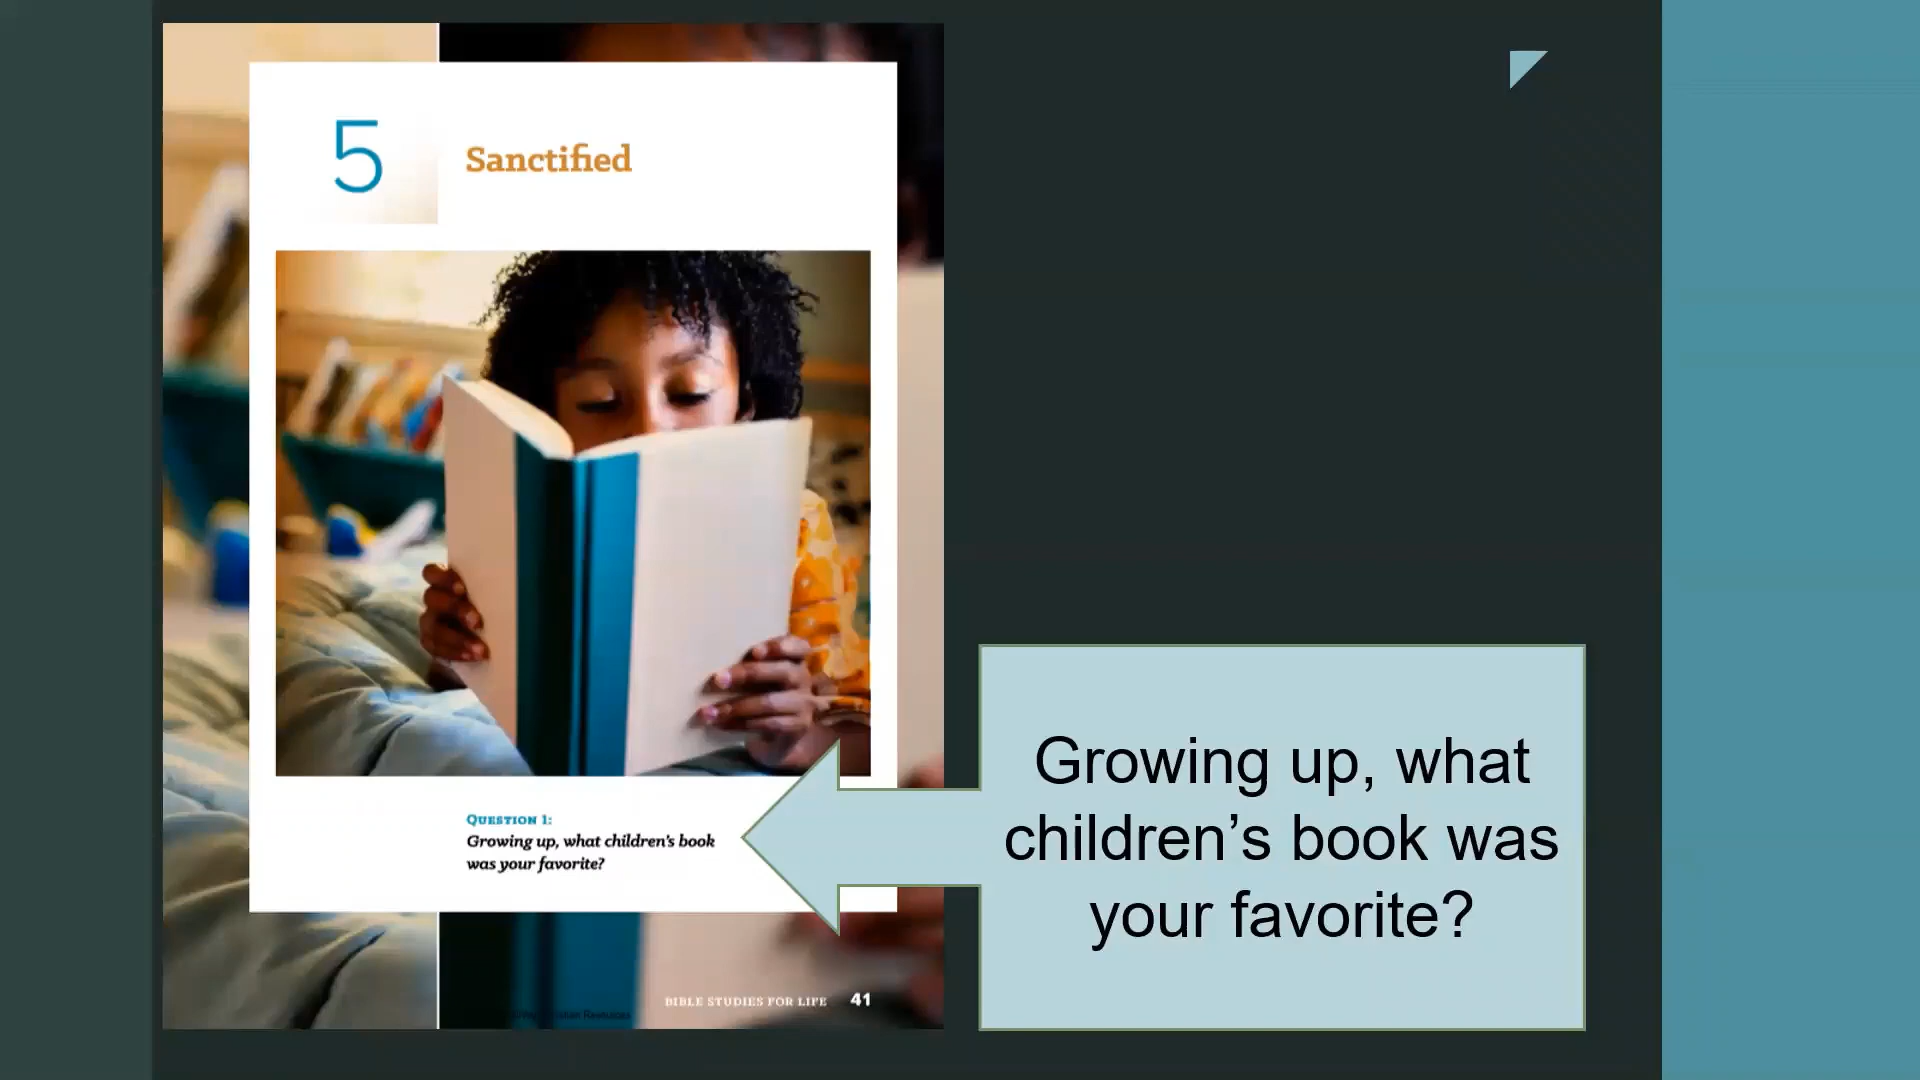 5
Sanctified
QUESTION 1:
Growing up, what children's book
was your favorite?
BIBLE STUDIES FOR LIFE 41
Growing up, what
children's book was
your favorite?